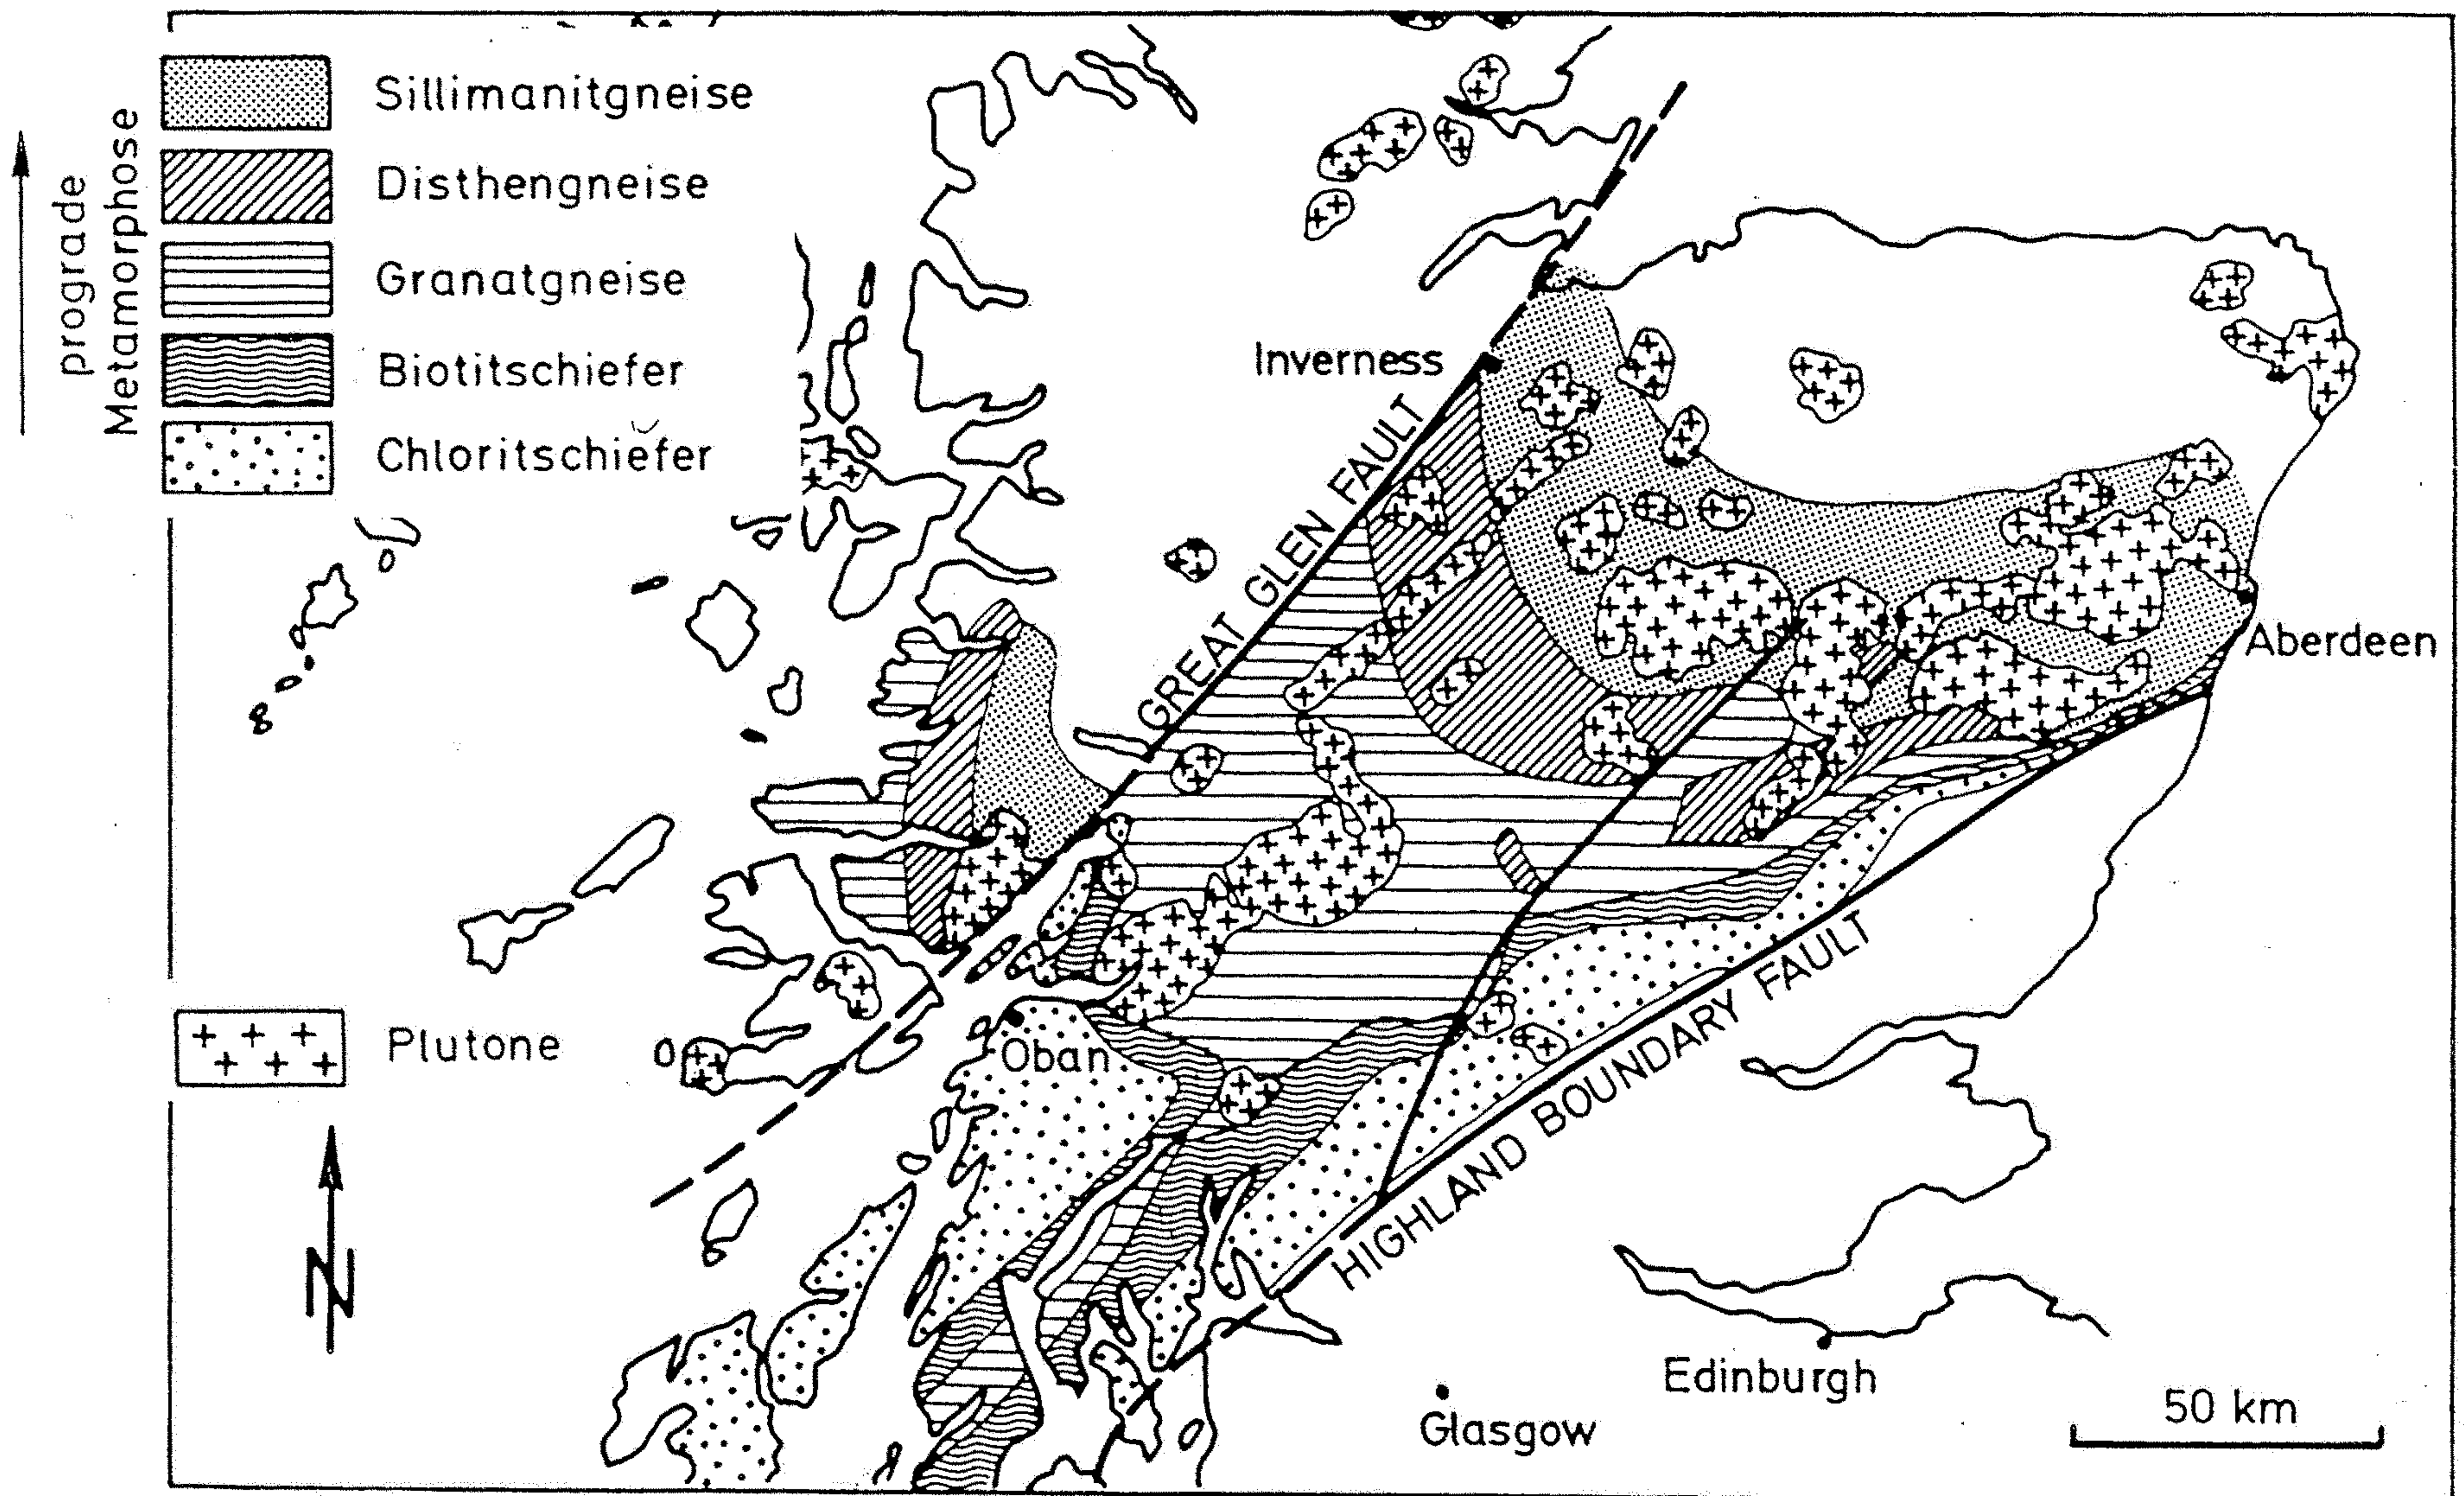 Sillimanitgneise
Disthengneise
Granatgneise
Biotitschiefer
Chloritschiefer
prograde
Metamorphose
Plutone
N
Inverness
GREAT GLEN FAULT
Aberdeen
Oban
HIGHLAND BOUNDARY FAULT
Edinburgh
Glasgow
50 km